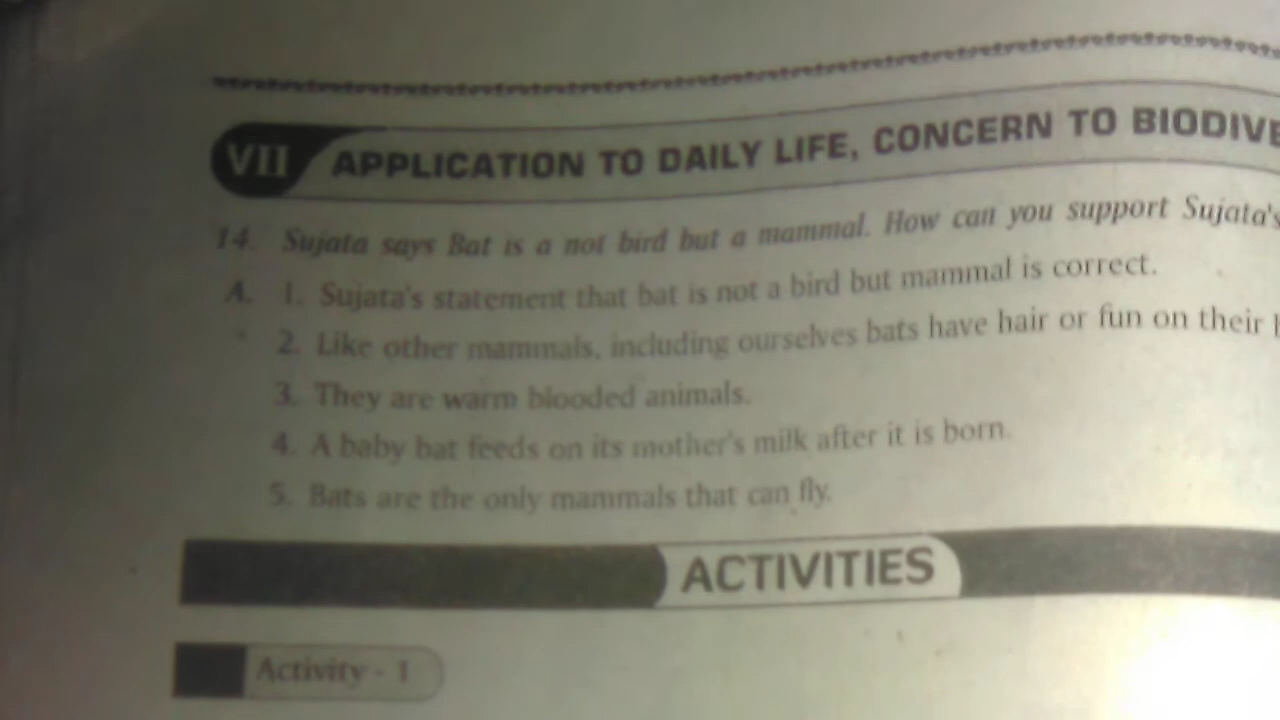 VII APPLICATION TO DAILY LIFE, CONCERN TO BIODIVE
14. Sujata says Bat is a not bird but a mammal. How can you support Sujata's
A. 1. Sujata's statement that bat is not a bird but mammal is correct.
2. Like other mammals, including ourselves bats have hair or fun on their
3. They are warm blooded animals.
4. A baby bat feeds on its mother's milk after it is born.
5. Bats are the only mammals that can fly.
ACTIVITIES
Activity - 1